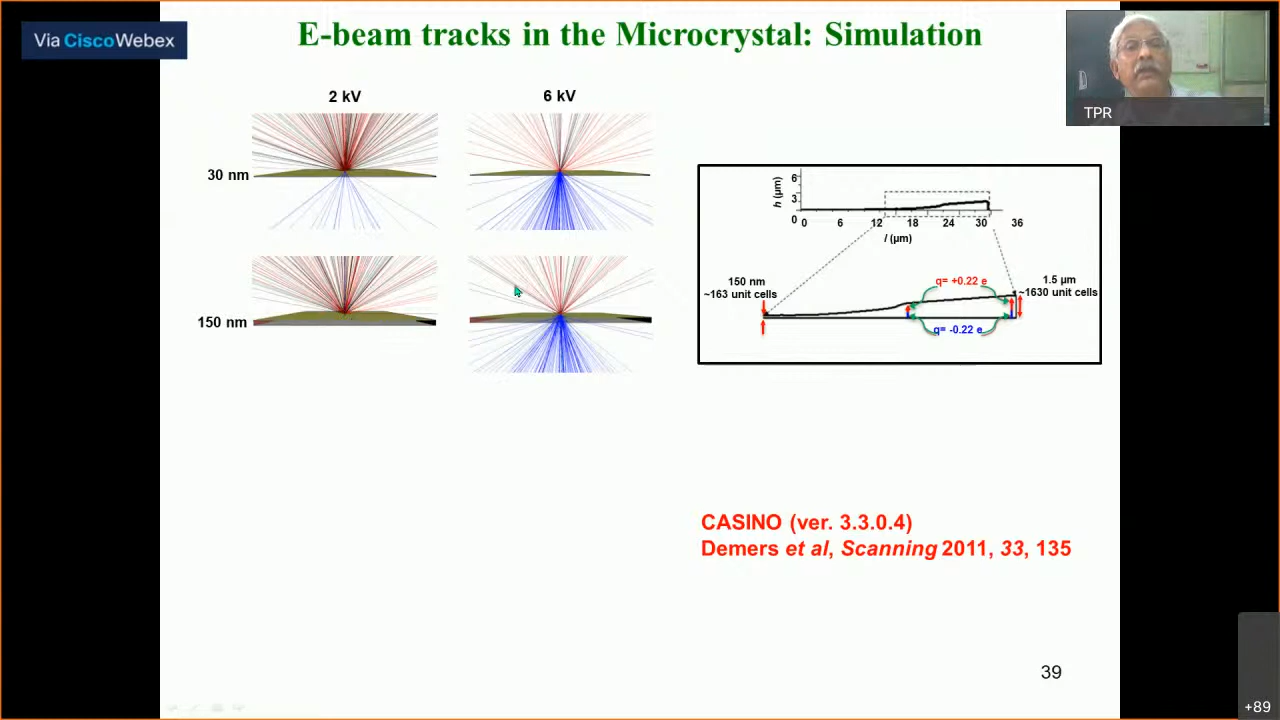 Via CiscoWebex
E-beam tracks in the Microcrystal: Simulation
TPR
2 kV
6 kV
30 nm
150 nm
h (µm)
6
3
0
0 6 12 18 24 30 36
l (µm)
150 nm
~163 unit cells
q= +0.22 e
1.5 µm
~1630 unit cells
q= -0.22 e
CASINO (ver. 3.3.0.4)
Demers et al, Scanning 2011, 33, 135
39
+89